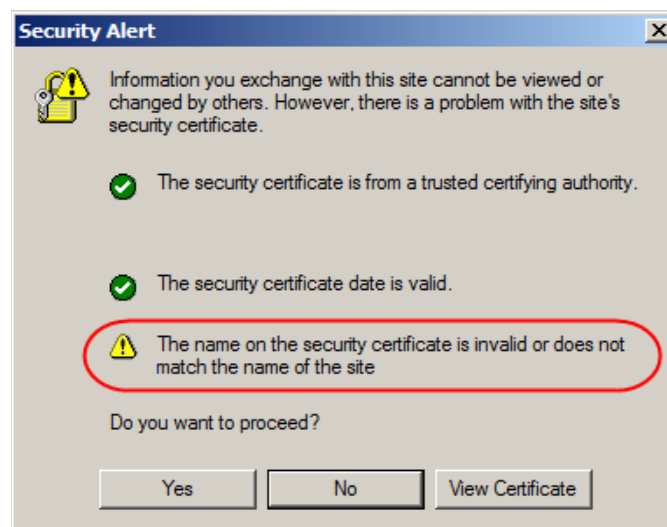 Security Alert
Information you exchange with this site cannot be viewed or
changed by others. However, there is a problem with the site's
security certificate.
The security certificate is from a trusted certifying authority.
The security certificate date is valid.
The name on the security certificate is invalid or does not
match the name of the site
Do you want to proceed?
Yes No View Certificate